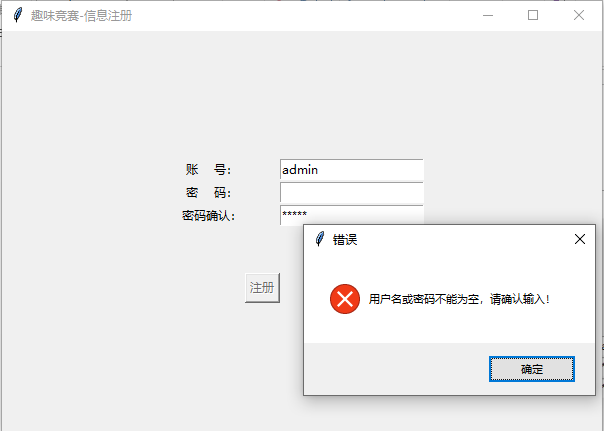 趣味竞赛-信息注册
账 号：
admin
密 码：
密码确认：
*****
注册
错误
用户名或密码不能为空，请确认输入！
确定